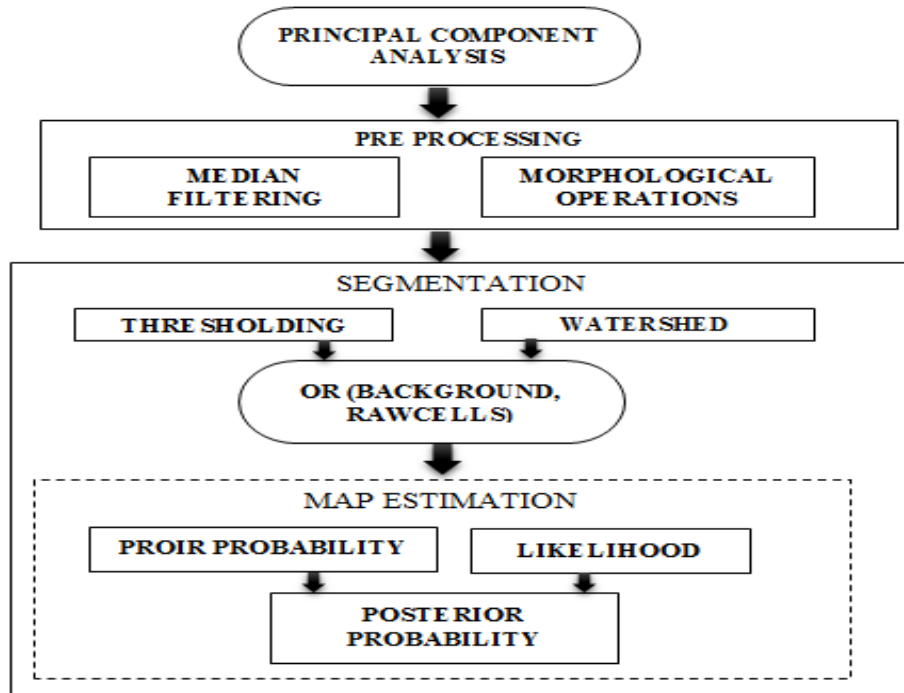 PRINCIPAL COMPONENT
ANALYSIS
PRE PROCESSING
MEDIAN
FILTERING
MORPHOLOGICAL
OPERATIONS
SEGMENTATION
THRESHOLDING
WATERSHED
OR (BACKGROUND,
RAWCELLS)
MAP ESTIMATION
PROIR PROBABILITY
LIKELIHOOD
POSTERIOR
PROBABILITY